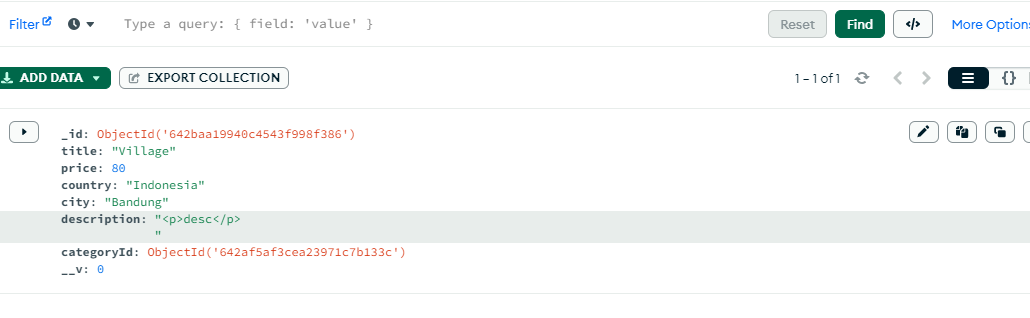 Filter
Type a query: { field: 'value' }
Reset
Find
</>
More Option
ADD DATA
EXPORT COLLECTION
1 – 1 of 1
{}
_id: ObjectId('642baa19940c4543f998f386')
title: "Village"
price: 80
country: "Indonesia"
city: "Bandung"
description: "<p>desc</p>
"
categoryId: ObjectId('642af5af3cea23971c7b133c')
__v: 0